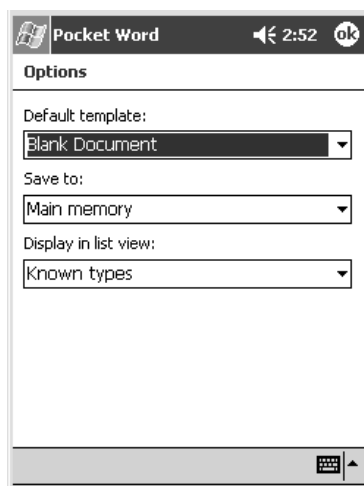 Pocket Word 2:52 ok
Options
Default template:
Blank Document
Save to:
Main memory
Display in list view:
Known types